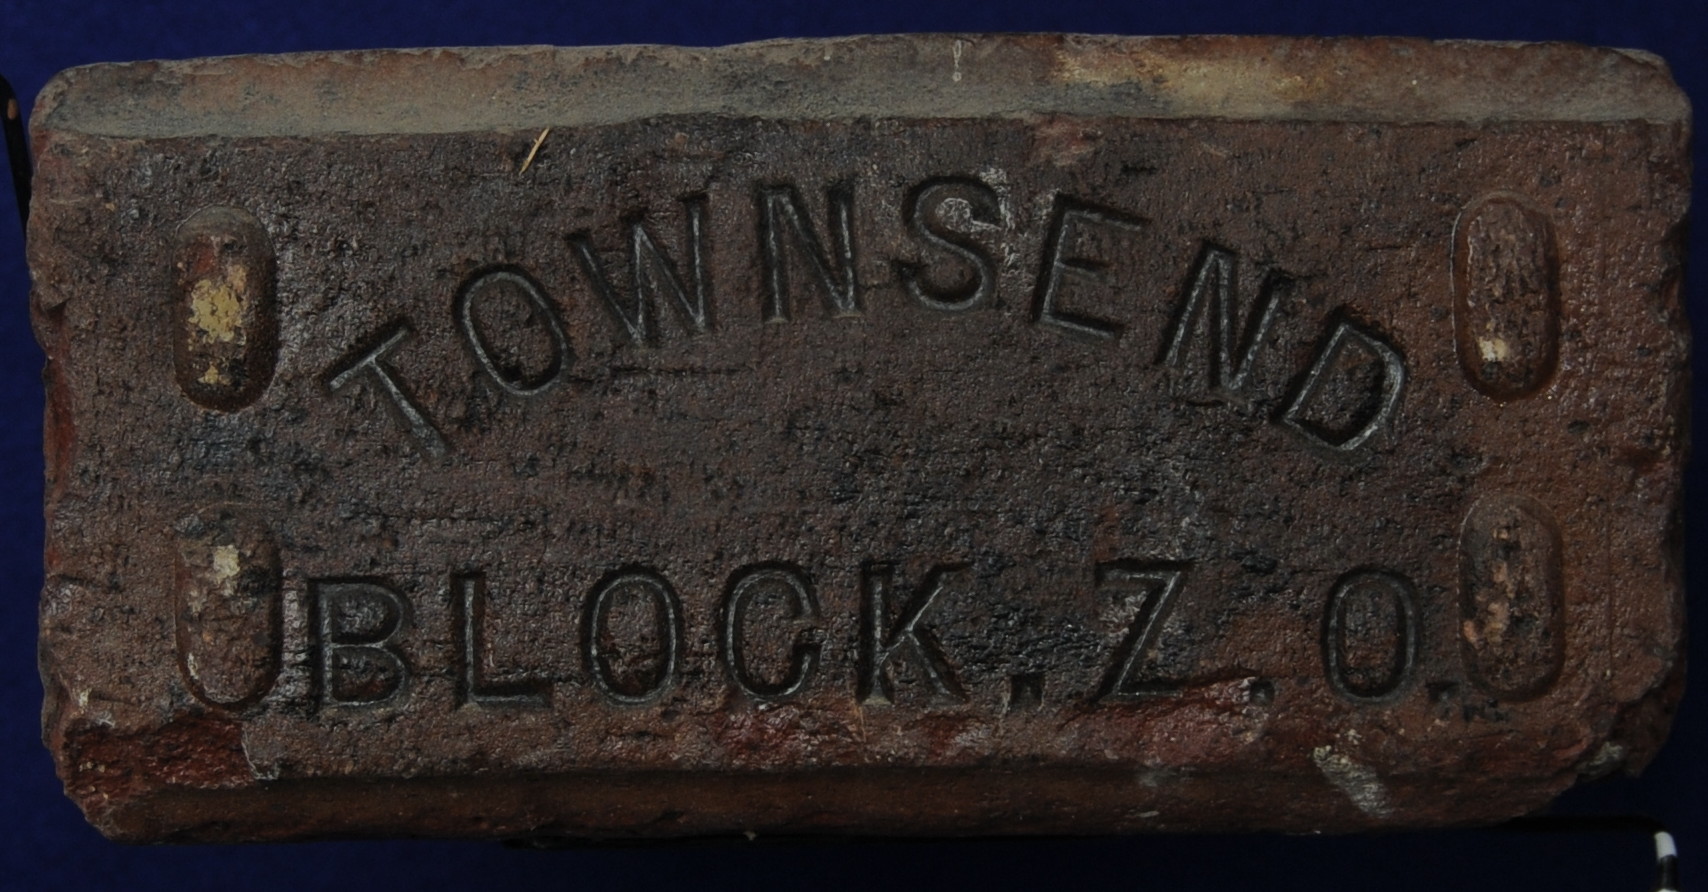 TOWNSEND
BLOCK. Z. O.